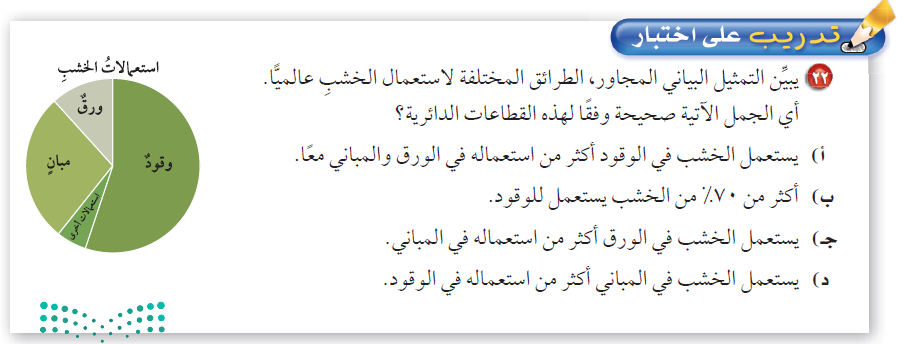 تدريب على اختبار
٢٢ يبيِّن التمثيل البياني المجاور، الطرائق المختلفة لاستعمال الخشبِ عالميًّا.
أي الجمل الآتية صحيحة وفقًا لهذه القطاعات الدائرية؟
أ) يستعمل الخشب في الوقود أكثر من استعماله في الورق والمباني معًا.
ب) أكثر من ٧٠٪ من الخشب يستعمل للوقود.
جـ) يستعمل الخشب في الورق أكثر من استعماله في المباني.
د) يستعمل الخشب في المباني أكثر من استعماله في الوقود.
استعمالاتُ الخشبِ
ورقٌ
وقودٌ
مبانٍ
استعمالات أخرى